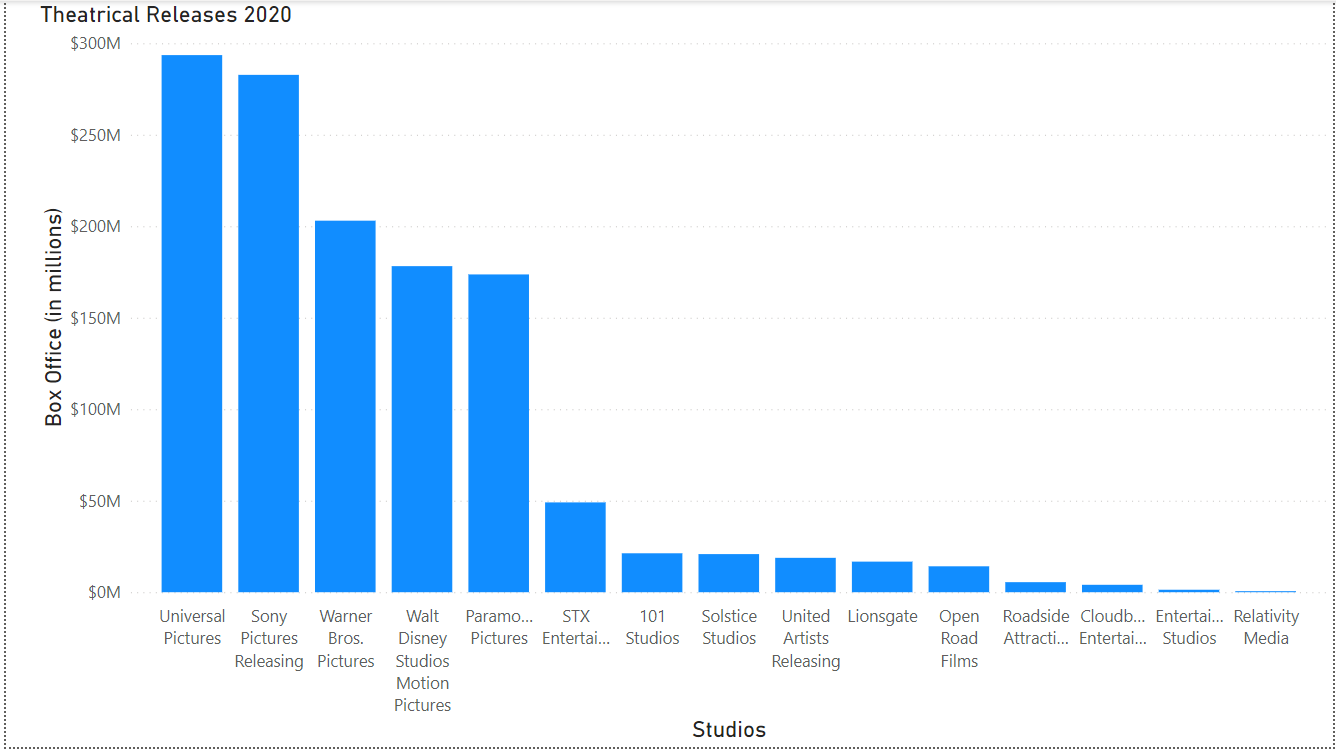 Theatrical Releases 2020
$300M
$250M
$200M
$150M
$100M
$50M
$0M
Box Office (in millions)
Universal Pictures
Sony Pictures Releasing
Warner Bros. Pictures
Walt Disney Studios Motion Pictures
Paramo... Pictures
STX Entertai...
101 Studios
Solstice Studios
United Artists Releasing
Lionsgate
Open Road Films
Roadside Attracti...
Cloudb... Entertai...
Entertai... Studios
Relativity Media
Studios